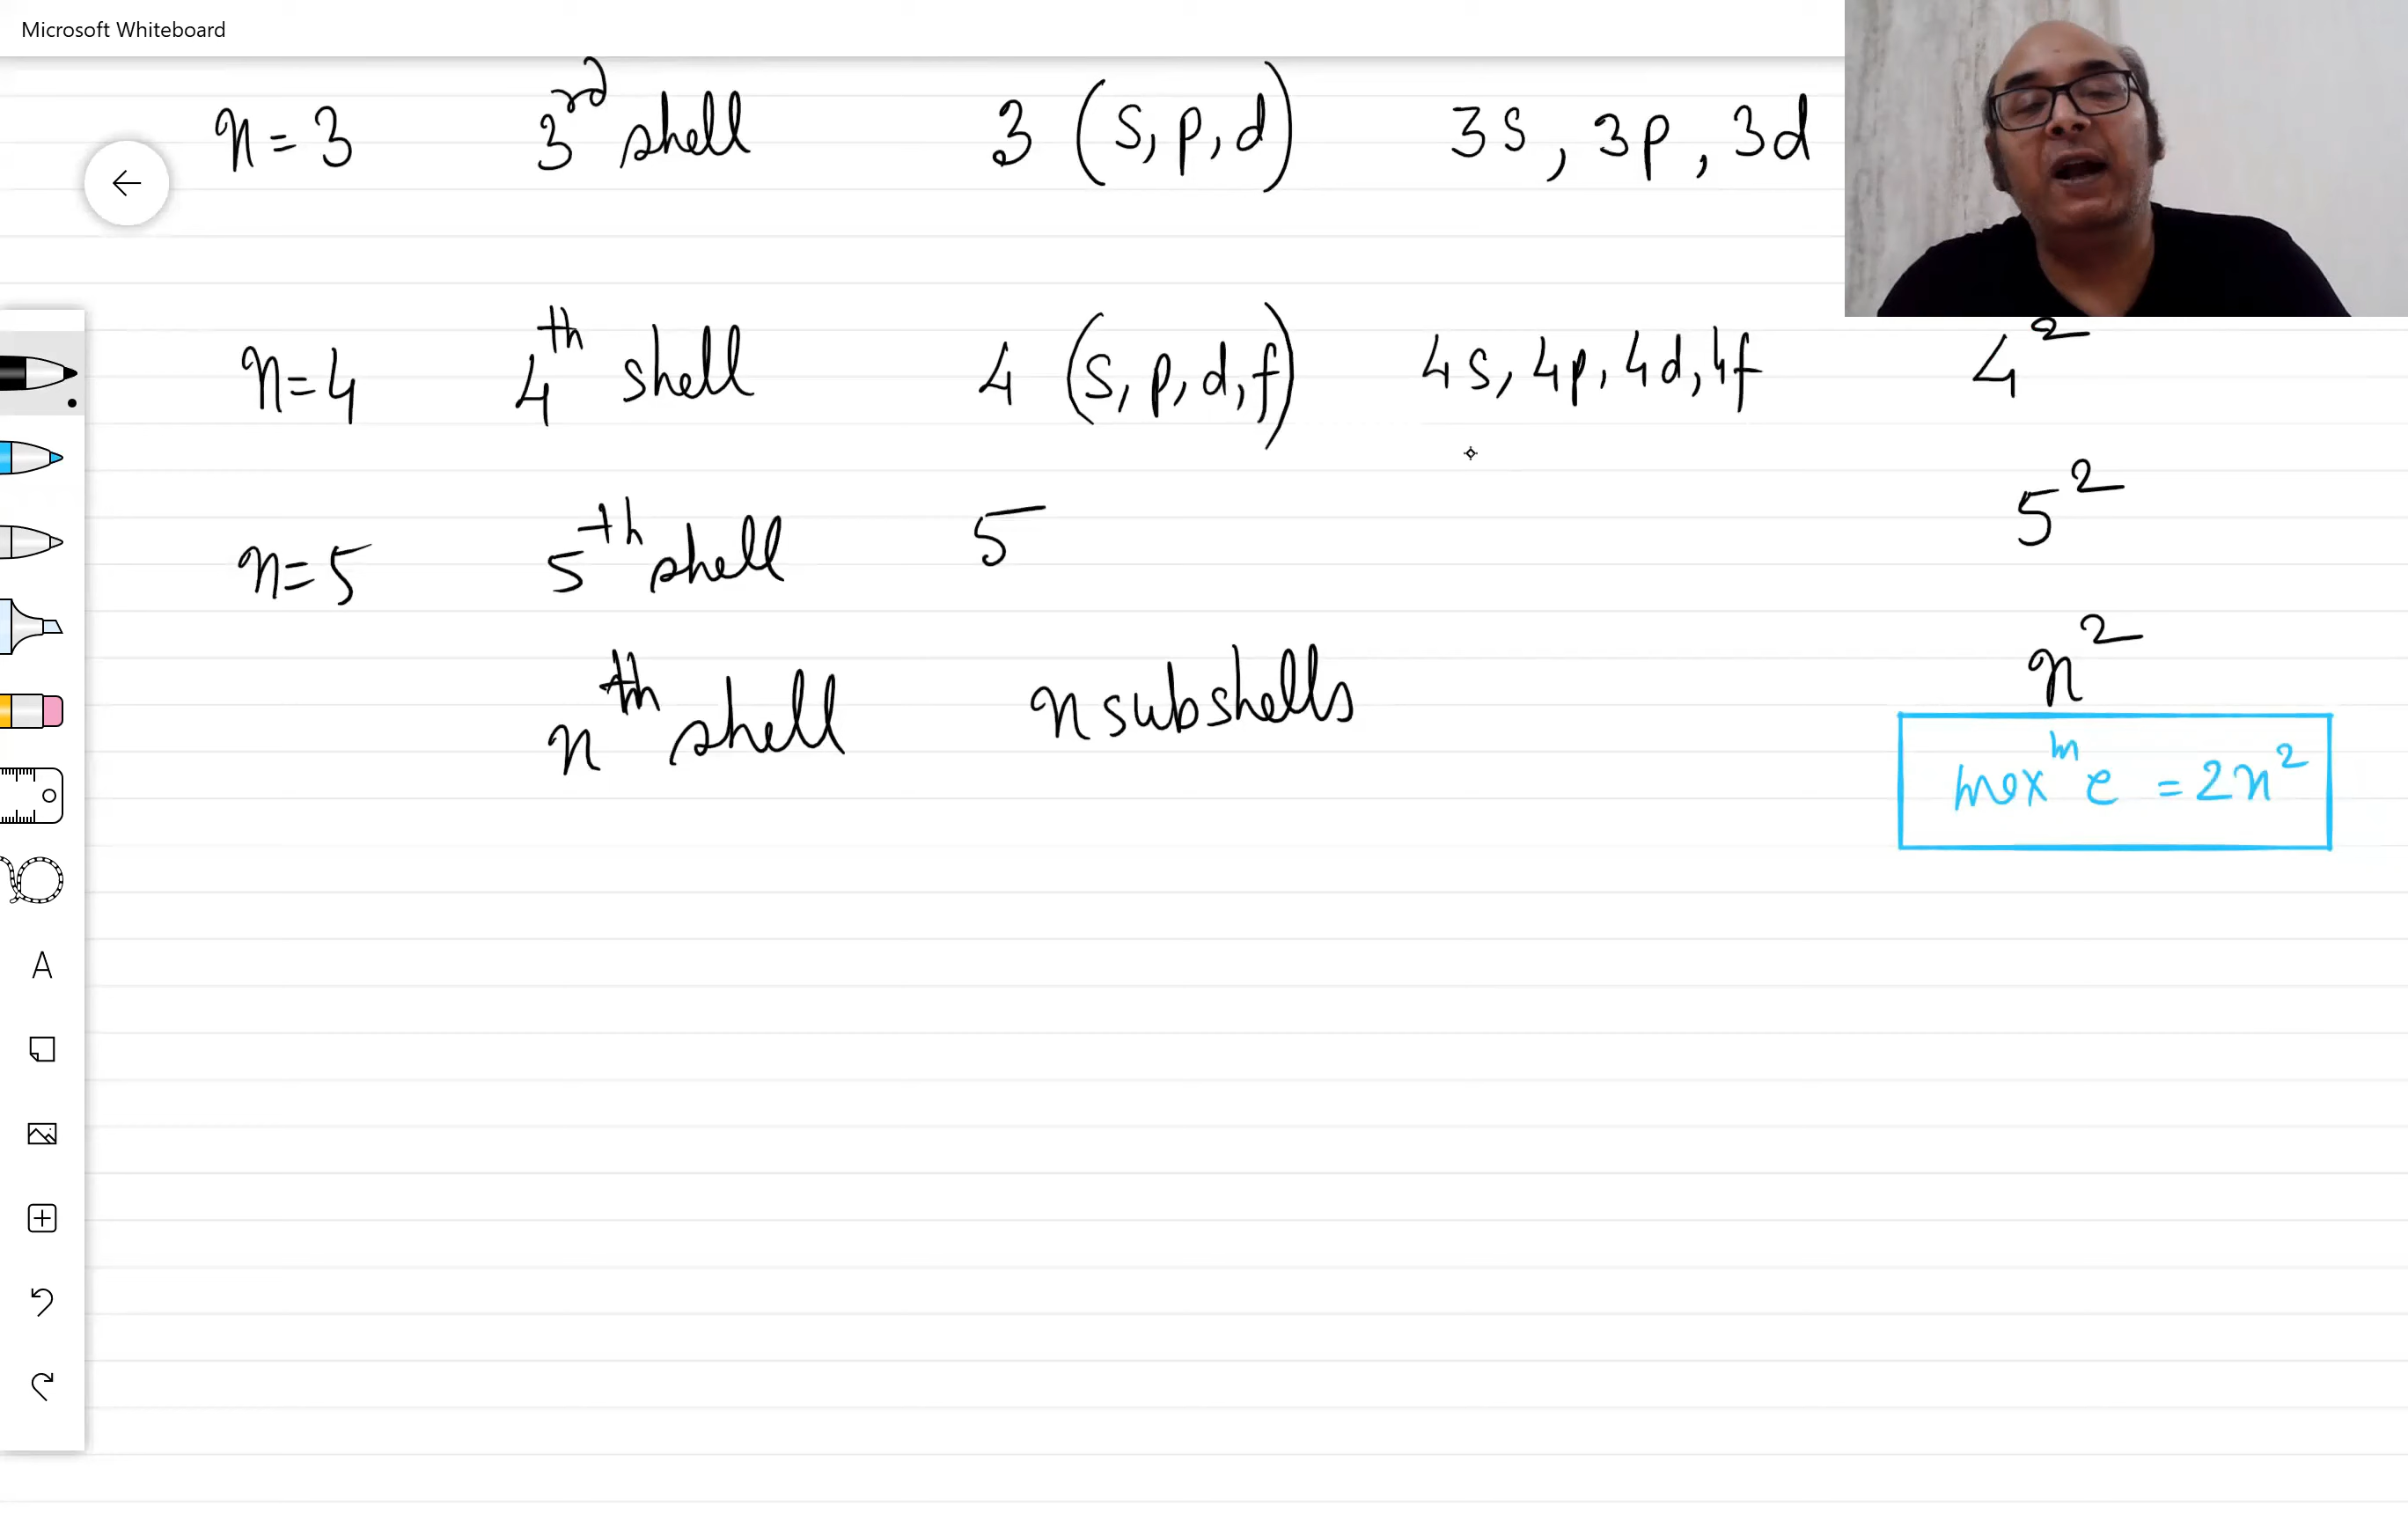 Microsoft Whiteboard
n = 3 3rd shell 3 (s, p, d) 3s, 3p, 3d
n=4 4th shell 4 (s, p, d, f) 4s, 4p, 4d, 4f 4²
n=5 5th shell 5 5²
nth shell n subshells n²
maxᵐ e = 2n²
A